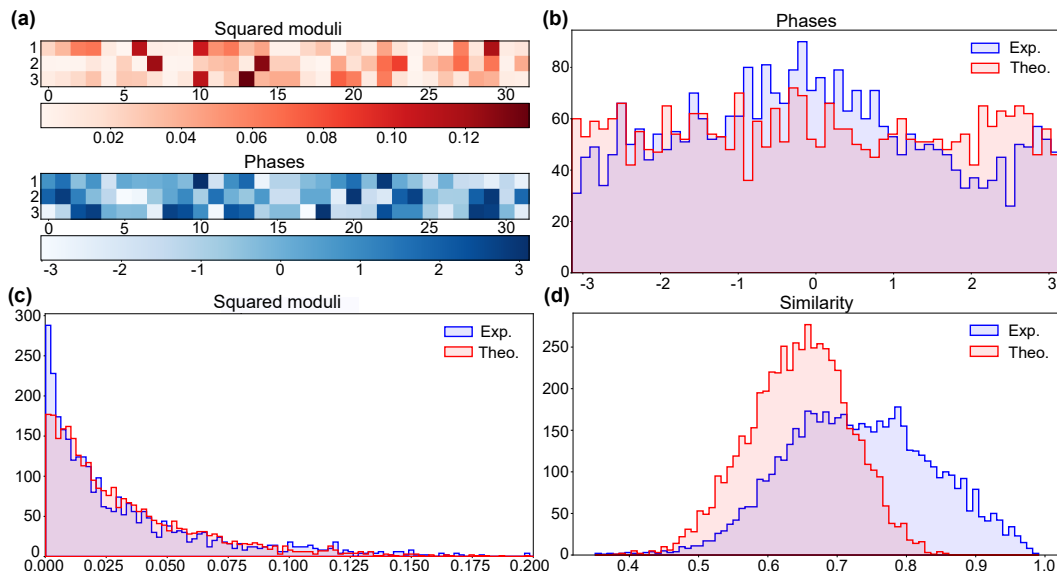 (a)
Squared moduli
1
2
3
0 5 10 15 20 25 30
0.02 0.04 0.06 0.08 0.10 0.12
Phases
1
2
3
0 5 10 15 20 25 30
-3 -2 -1 0 1 2 3
(b)
Phases
Exp.
Theo.
80
60
40
20
0
-3 -2 -1 0 1 2 3
(c)
Squared moduli
Exp.
Theo.
300
250
200
150
100
50
0
0.000 0.025 0.050 0.075 0.100 0.125 0.150 0.175 0.200
(d)
Similarity
Exp.
Theo.
250
200
150
100
50
0
0.4 0.5 0.6 0.7 0.8 0.9 1.0